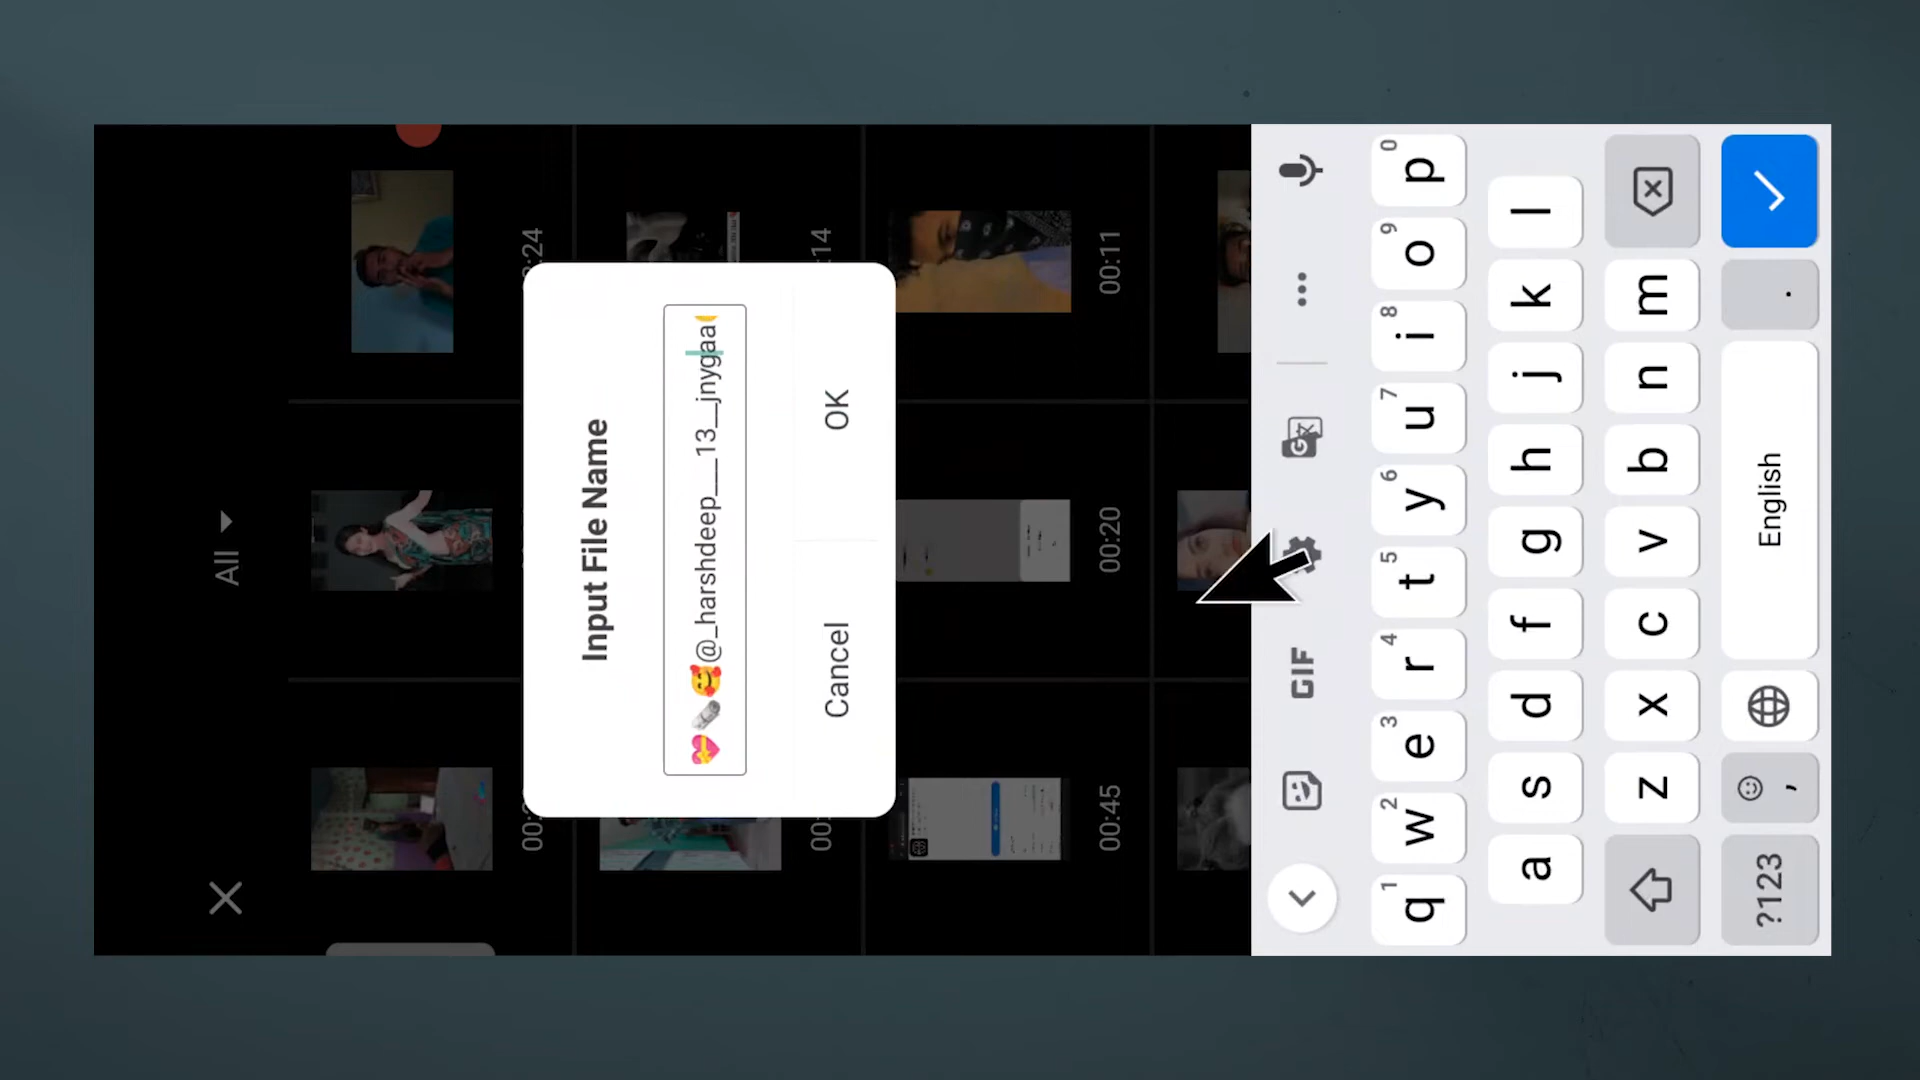 All
00:11
00:20
00:45
Input File Name
💝🗞️🥰@_harshdeep___13__jnygaa
Cancel
OK
GIF
q 1 w 2 e 3 r 4 t 5 y 6 u 7 i 8 o 9 p 0
a s d f g h j k l
z x c v b n m
?123 , English .